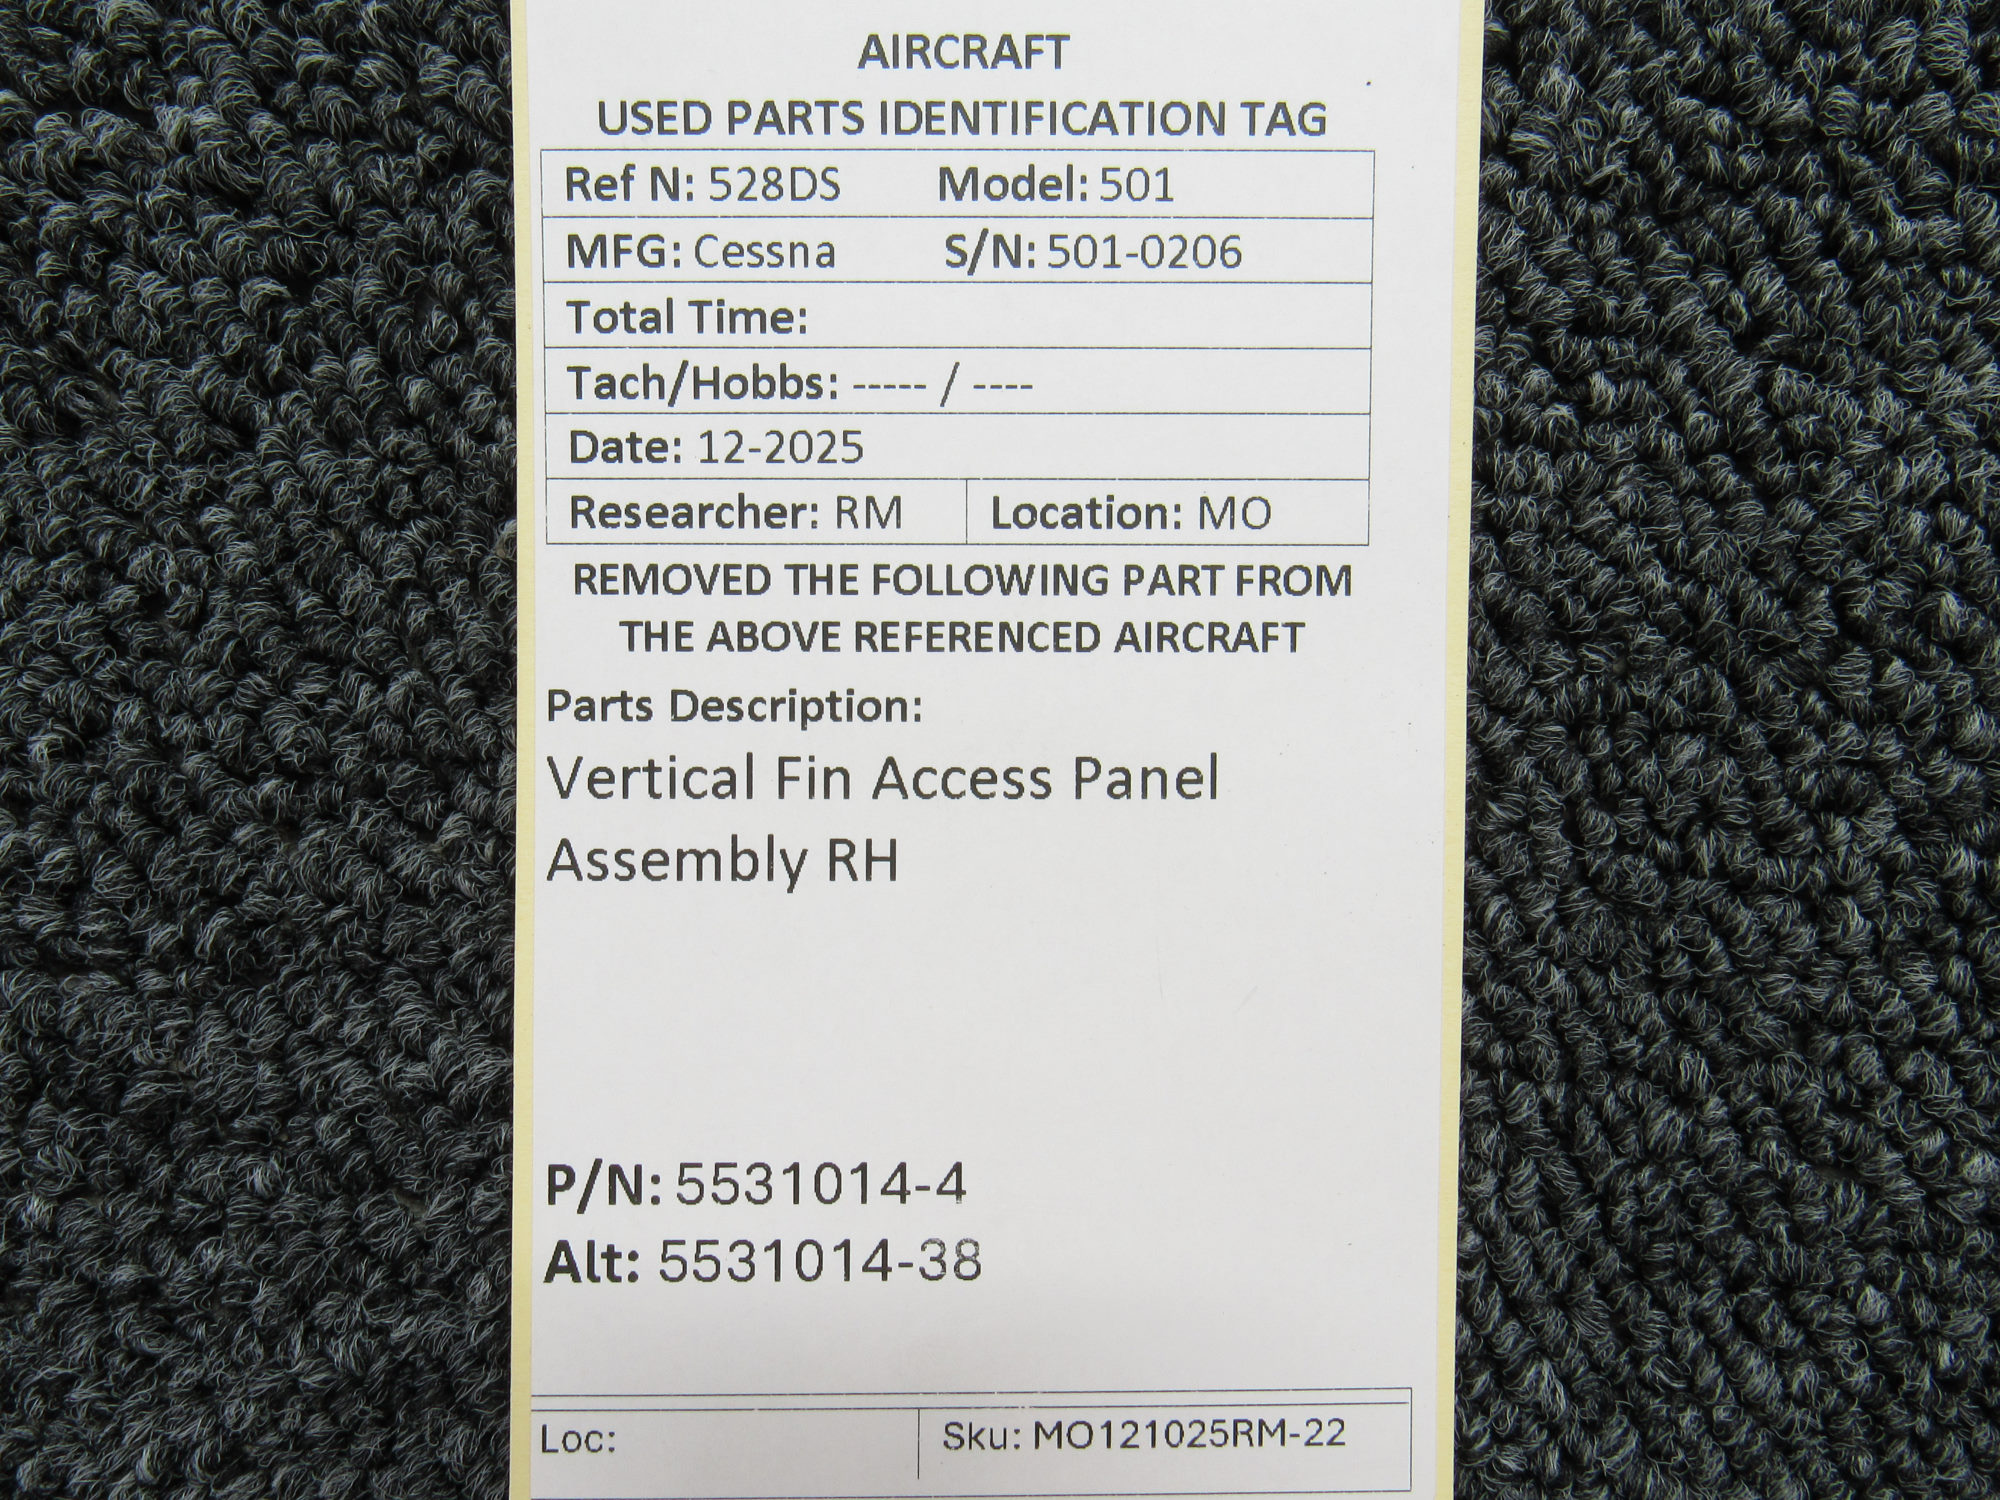 AIRCRAFT
USED PARTS IDENTIFICATION TAG
Ref N: 528DS Model: 501
MFG: Cessna S/N: 501-0206
Total Time:
Tach/Hobbs: ----- / ----
Date: 12-2025
Researcher: RM Location: MO
REMOVED THE FOLLOWING PART FROM
THE ABOVE REFERENCED AIRCRAFT
Parts Description:
Vertical Fin Access Panel
Assembly RH
P/N: 5531014-4
Alt: 5531014-38
Loc: Sku: MO121025RM-22